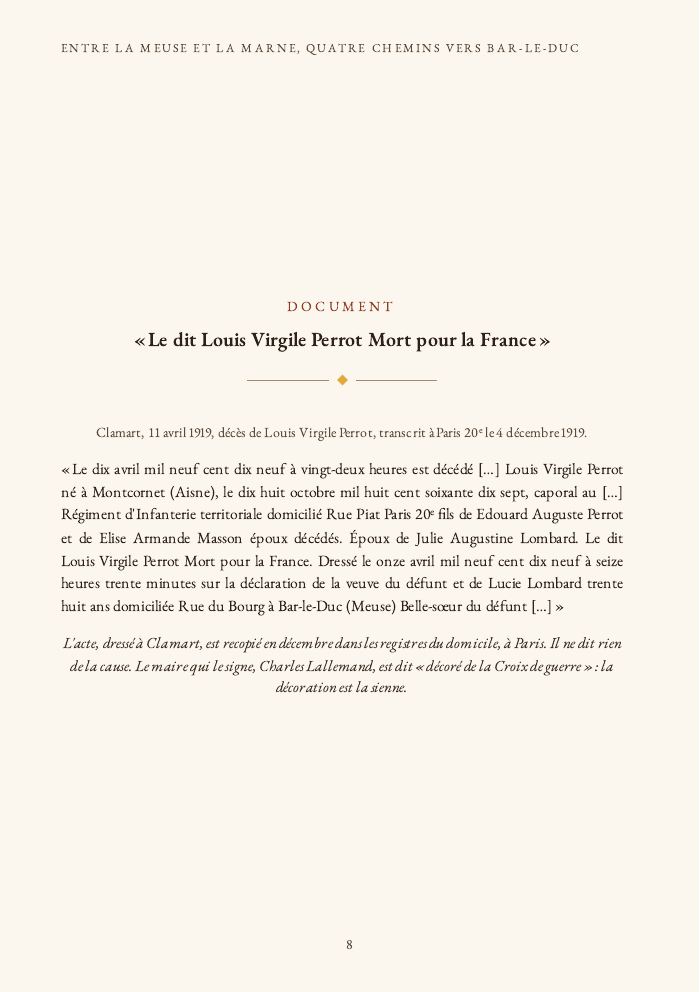 ENTRE LA MEUSE ET LA MARNE, QUATRE CHEMINS VERS BAR-LE-DUC
DOCUMENT
« Le dit Louis Virgile Perrot Mort pour la France »
Clamart, 11 avril 1919, décès de Louis Virgile Perrot, transcrit à Paris 20e le 4 décembre 1919.
« Le dix avril mil neuf cent dix neuf à vingt-deux heures est décédé [...] Louis Virgile Perrot
né à Montcornet (Aisne), le dix huit octobre mil huit cent soixante dix sept, caporal au [...]
Régiment d'Infanterie territoriale domicilié Rue Piat Paris 20e fils de Edouard Auguste Perrot
et de Elise Armande Masson époux décédés. Époux de Julie Augustine Lombard. Le dit
Louis Virgile Perrot Mort pour la France. Dressé le onze avril mil neuf cent dix neuf à seize
heures trente minutes sur la déclaration de la veuve du défunt et de Lucie Lombard trente
huit ans domiciliée Rue du Bourg à Bar-le-Duc (Meuse) Belle-sœur du défunt [...] »
L'acte, dressé à Clamart, est recopié en décembre dans les registres du domicile, à Paris. Il ne dit rien
de la cause. Le maire qui le signe, Charles Lallemand, est dit « décoré de la Croix de guerre » : la
décoration est la sienne.
8